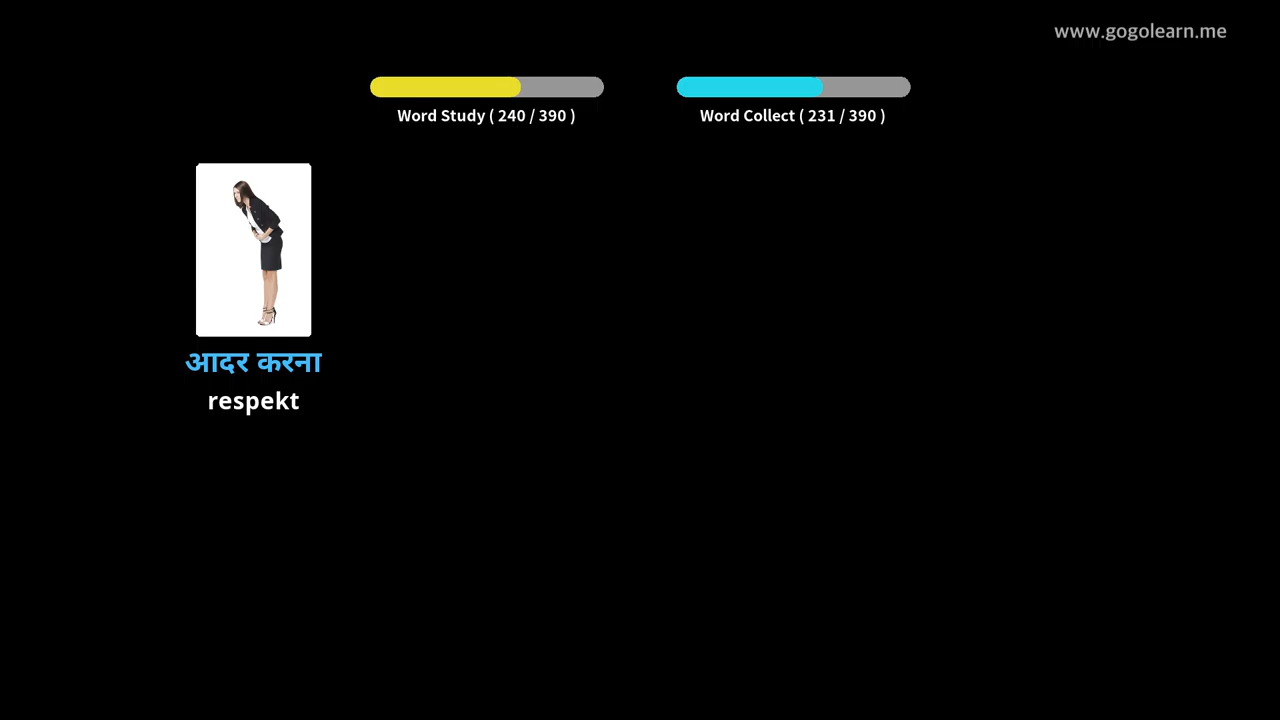 www.gogolearn.me
Word Study ( 240 / 390 )
Word Collect ( 231 / 390 )
आदर करना
respekt